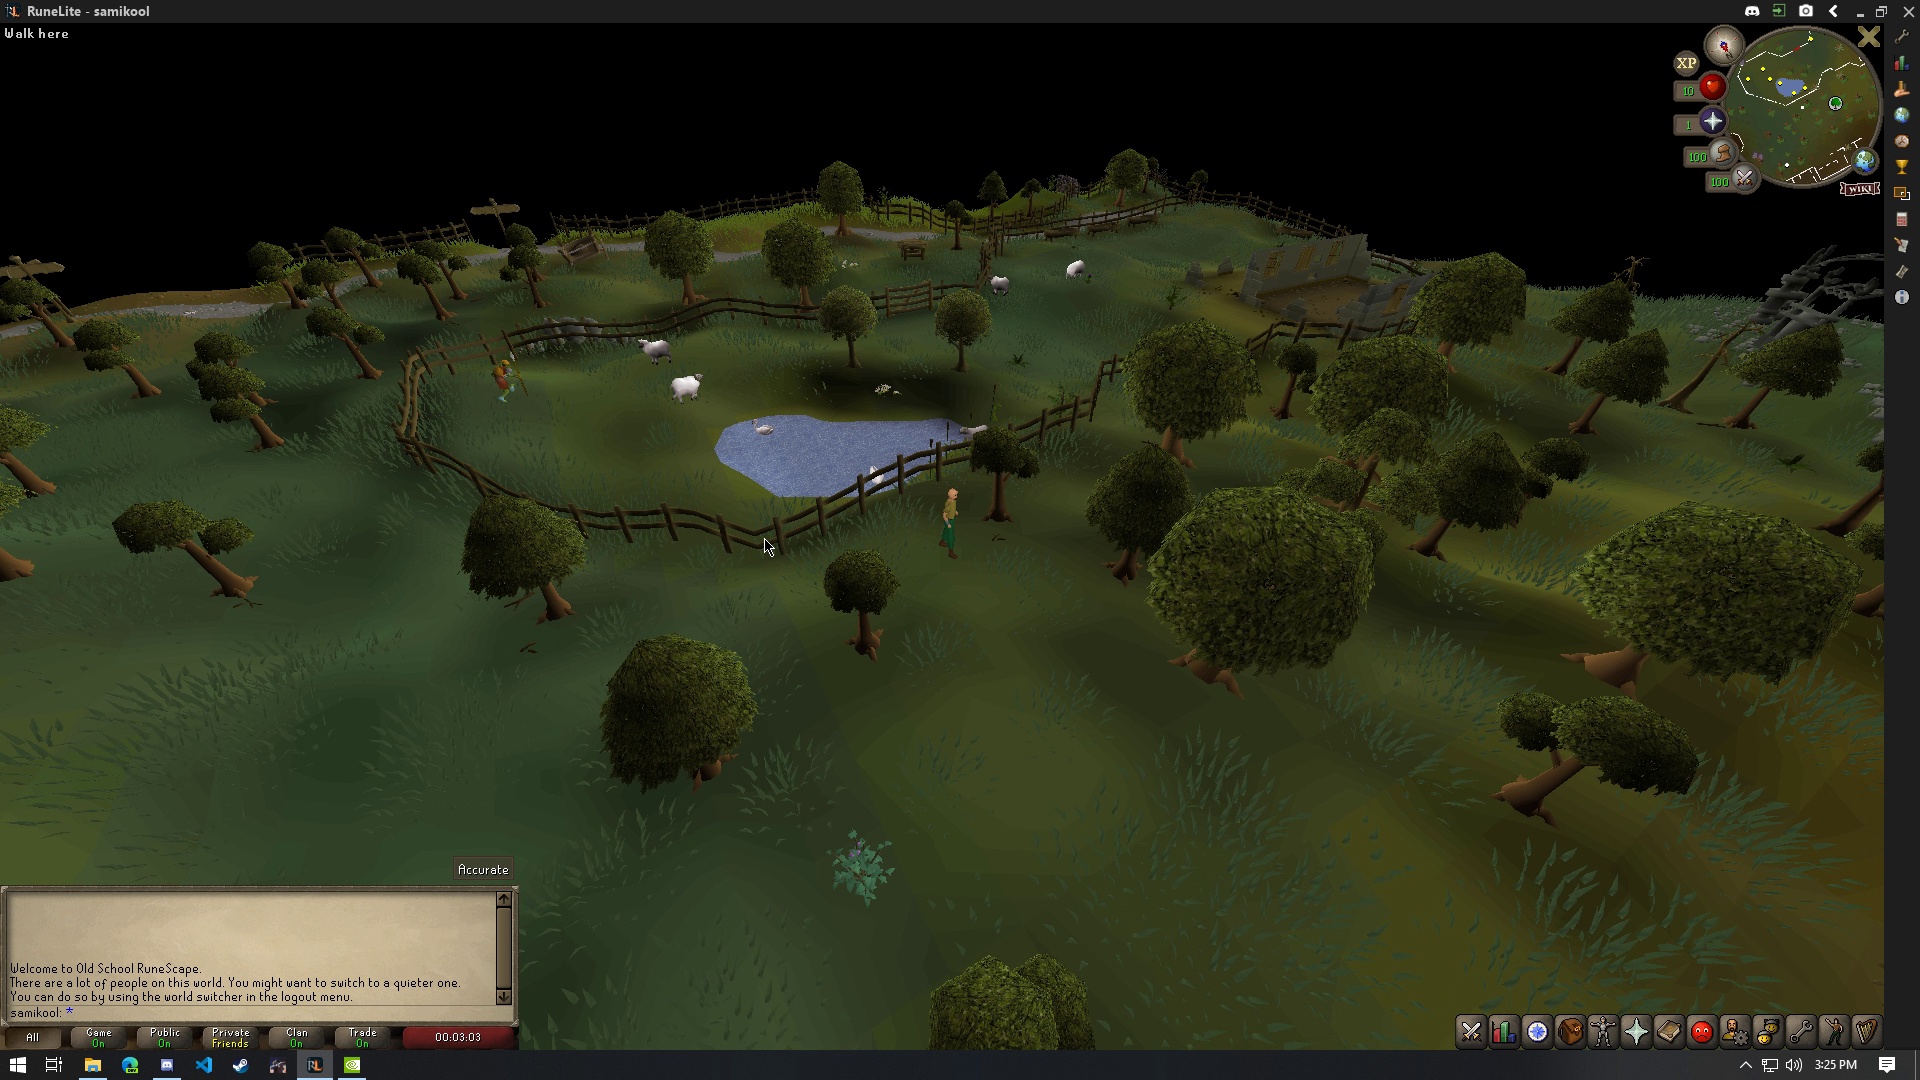 RuneLite - samikool
Walk here
XP
10
1
100
100
WIKI
Accurate
Welcome to Old School RuneScape.
There are a lot of people on this world. You might want to switch to a quieter one.
You can do so by using the world switcher in the logout menu.
samikool: *
All
Game
On
Public
On
Private
Friends
Clan
On
Trade
On
00:03:03
3:25 PM